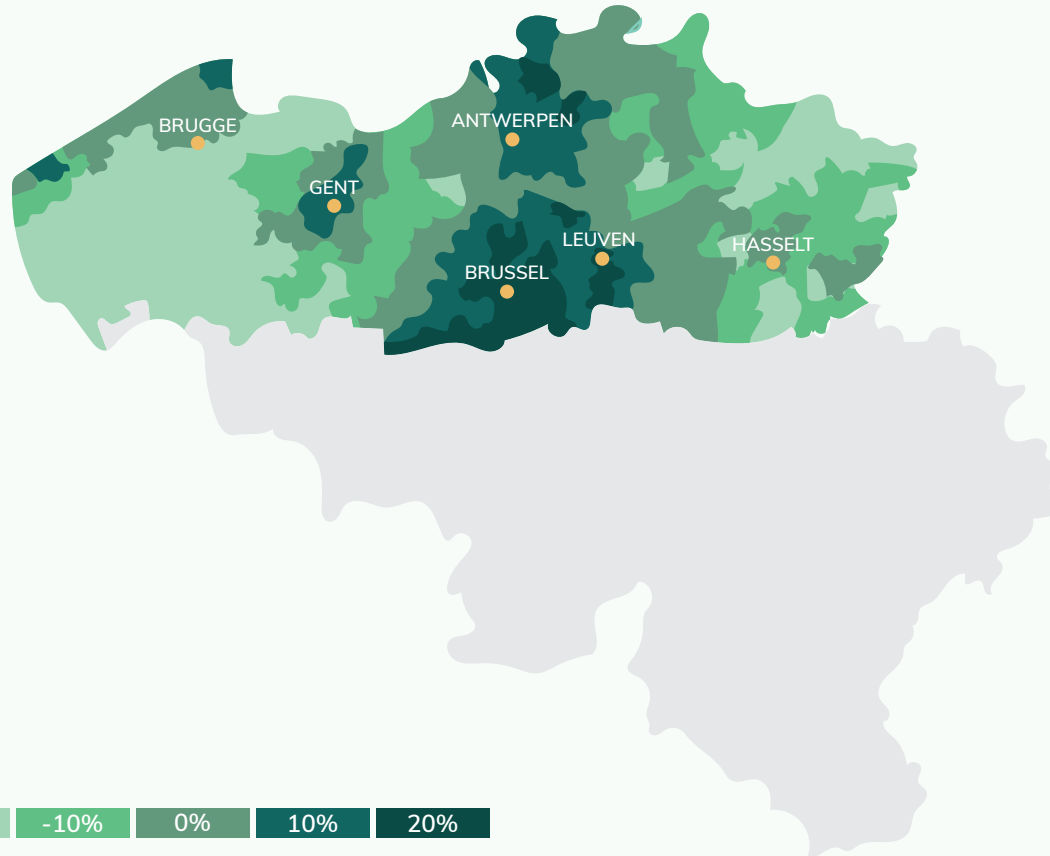 BRUGGE
ANTWERPEN
GENT
LEUVEN
HASSELT
BRUSSEL
-10%
0%
10%
20%